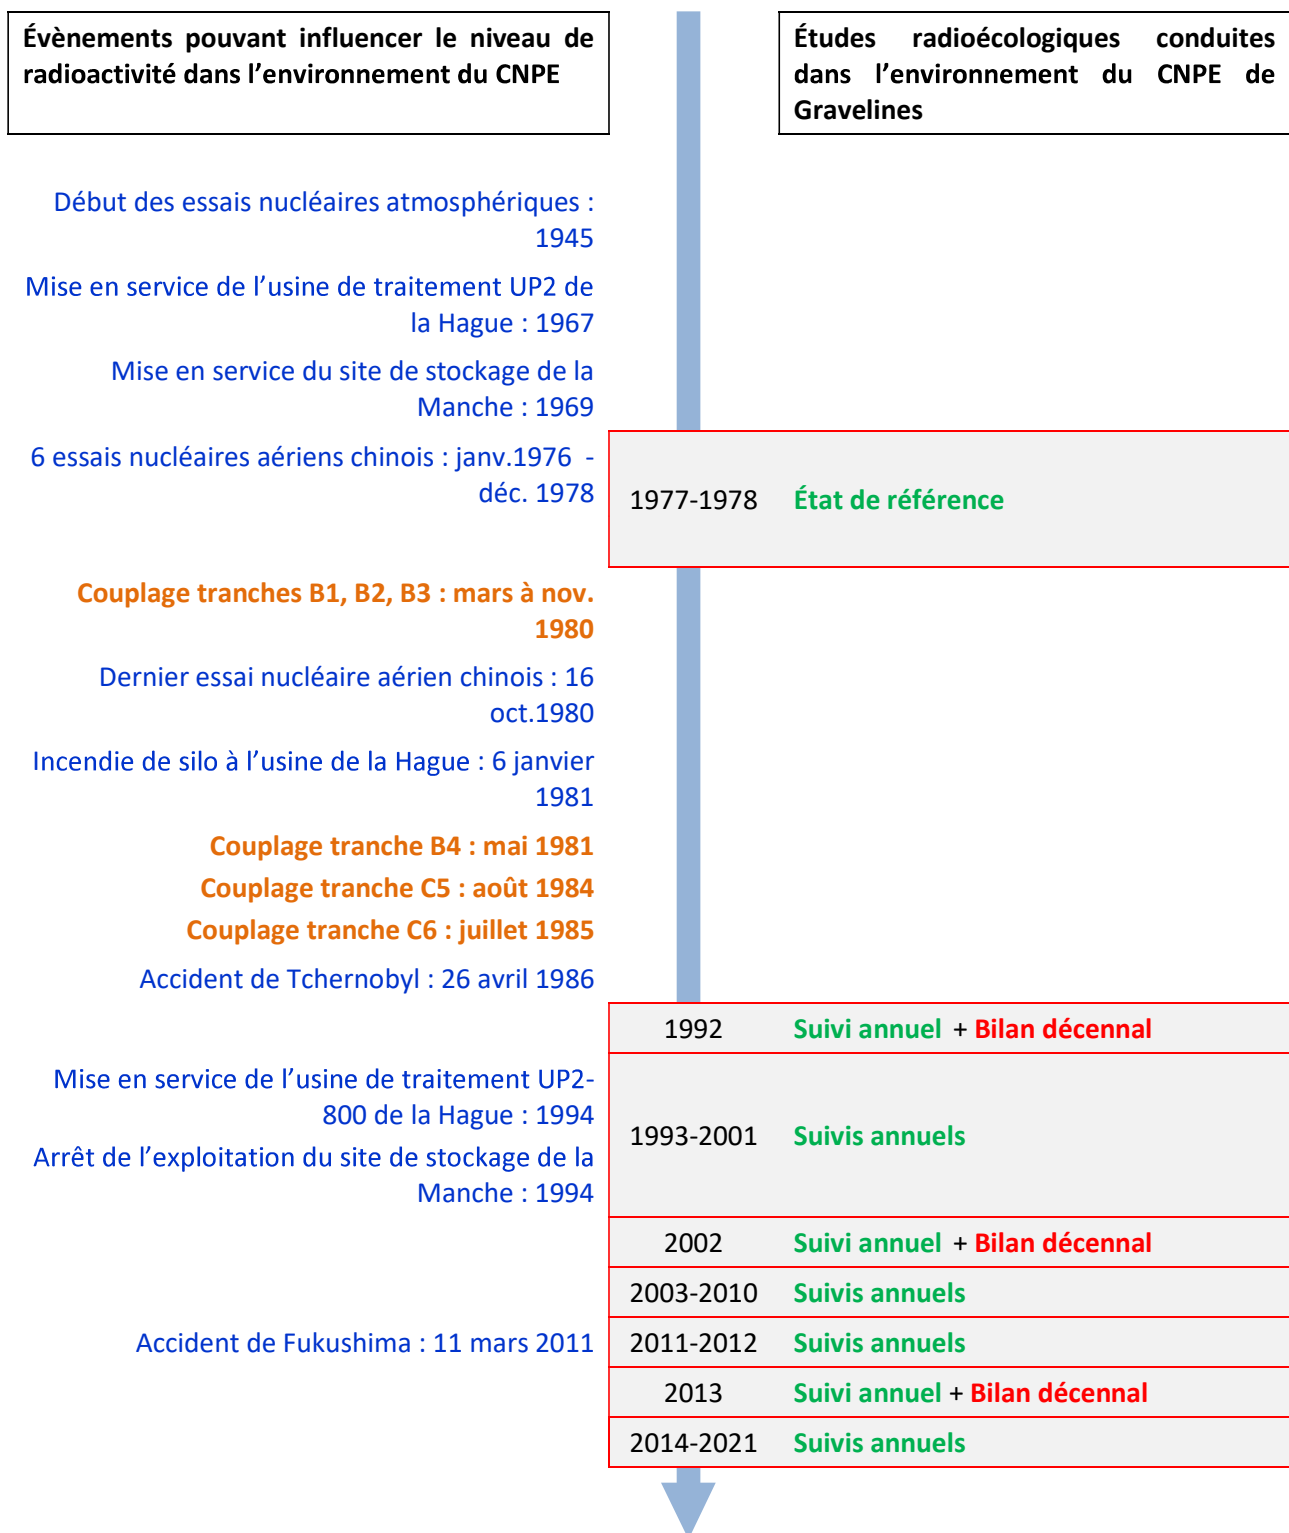 Évènements pouvant influencer le niveau de
radioactivité dans l’environnement du CNPE
Études radioécologiques conduites
dans l’environnement du CNPE de
Gravelines
Début des essais nucléaires atmosphériques :
1945
Mise en service de l’usine de traitement UP2 de
la Hague : 1967
Mise en service du site de stockage de la
Manche : 1969
6 essais nucléaires aériens chinois : janv.1976 -
déc. 1978
1977-1978 État de référence
Couplage tranches B1, B2, B3 : mars à nov.
1980
Dernier essai nucléaire aérien chinois : 16
oct.1980
Incendie de silo à l’usine de la Hague : 6 janvier
1981
Couplage tranche B4 : mai 1981
Couplage tranche C5 : août 1984
Couplage tranche C6 : juillet 1985
Accident de Tchernobyl : 26 avril 1986
1992 Suivi annuel + Bilan décennal
Mise en service de l’usine de traitement UP2-
800 de la Hague : 1994
Arrêt de l’exploitation du site de stockage de la
Manche : 1994
1993-2001 Suivis annuels
2002 Suivi annuel + Bilan décennal
2003-2010 Suivis annuels
Accident de Fukushima : 11 mars 2011
2011-2012 Suivis annuels
2013 Suivi annuel + Bilan décennal
2014-2021 Suivis annuels